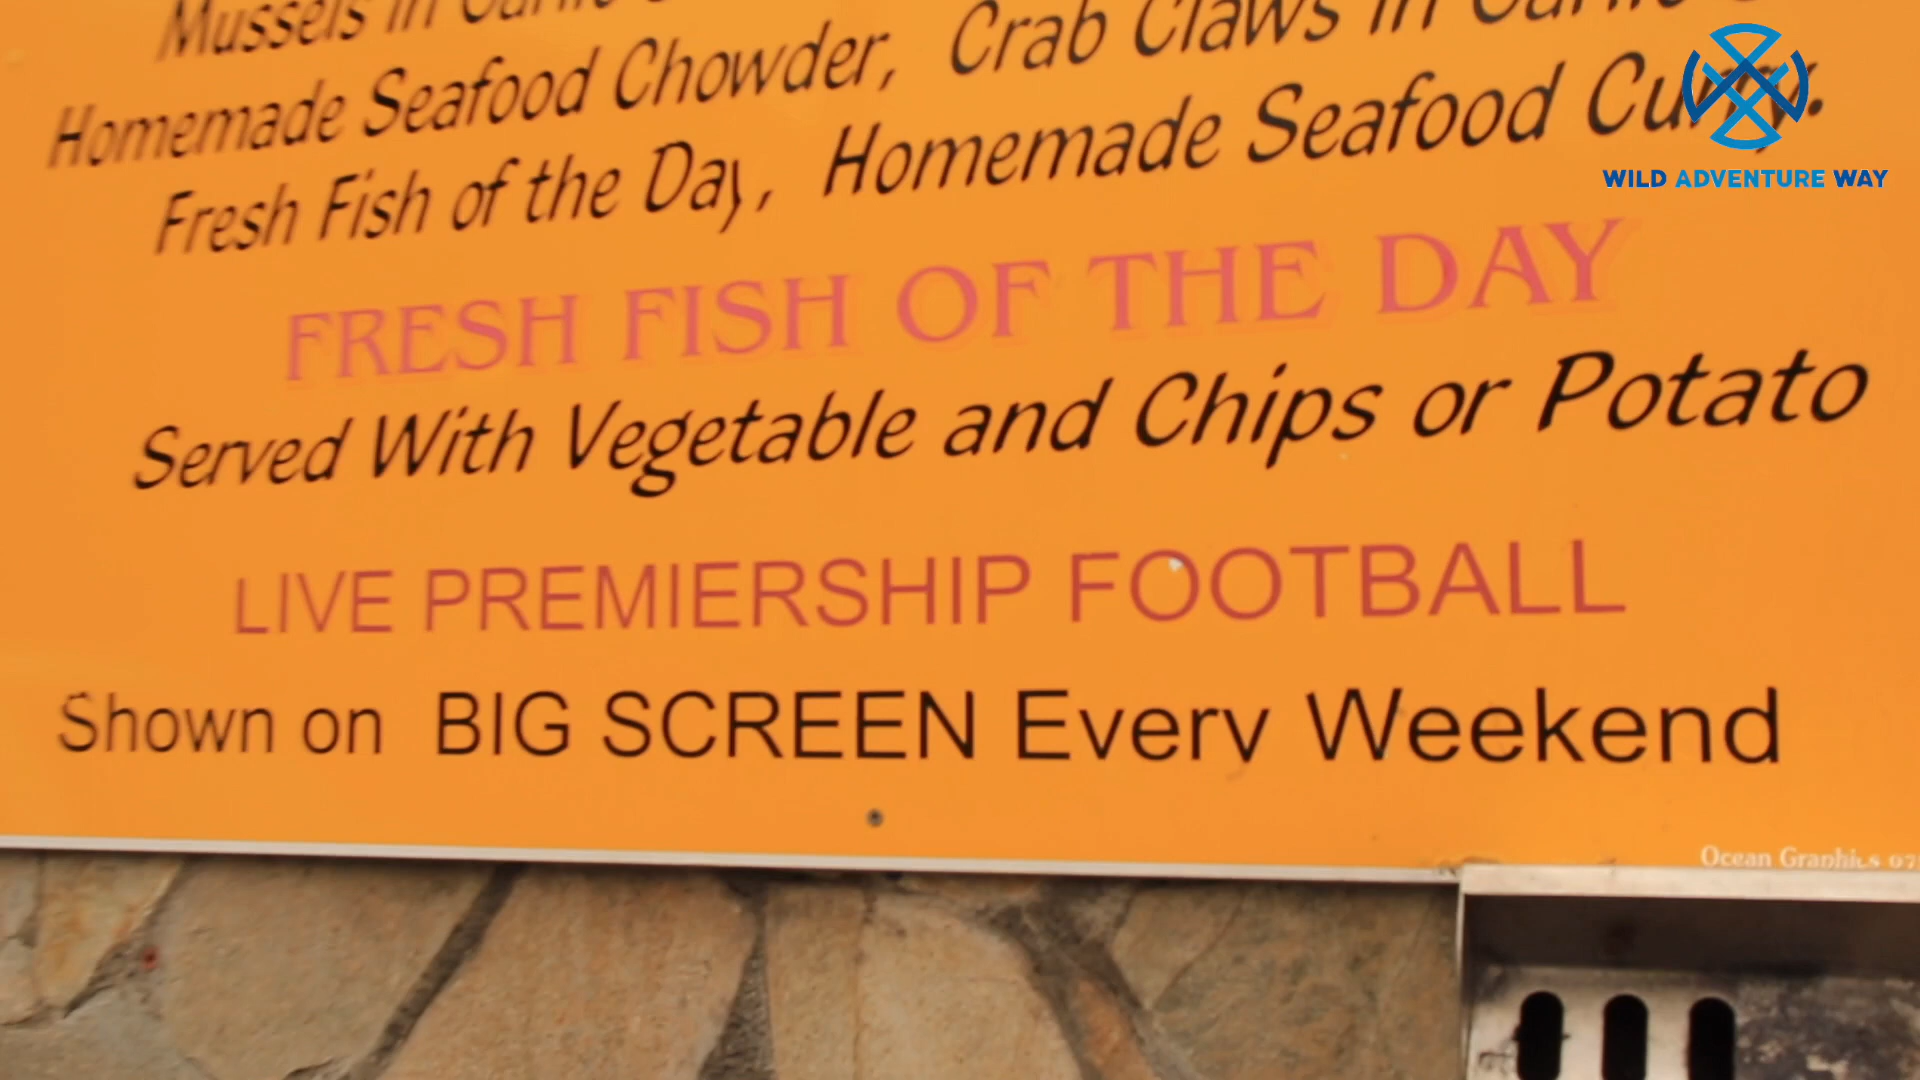 Mussels in Garlic
Homemade Seafood Chowder, Crab Claws in Garlic
Fresh Fish of the Day, Homemade Seafood Curry.
FRESH FISH OF THE DAY
Served With Vegetable and Chips or Potato
LIVE PREMIERSHIP FOOTBALL
Shown on BIG SCREEN Every Weekend
Ocean Graphics
WILD ADVENTURE WAY